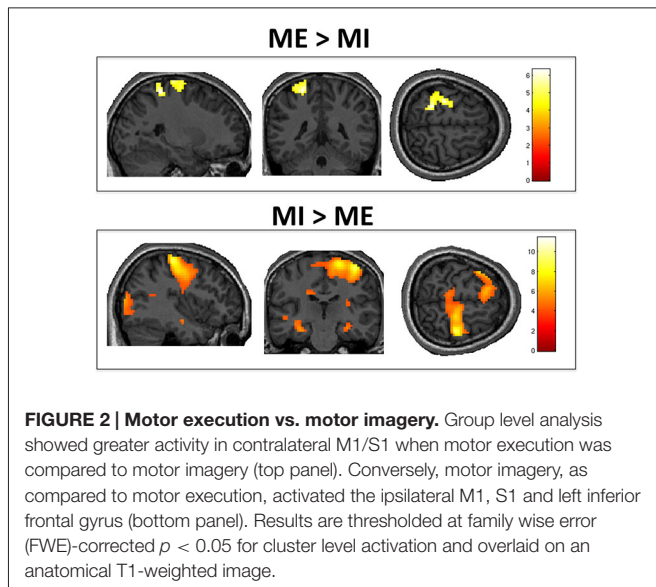 ME > MI
6
5
4
3
2
1
0
MI > ME
10
8
6
4
2
0
FIGURE 2 | Motor execution vs. motor imagery. Group level analysis
showed greater activity in contralateral M1/S1 when motor execution was
compared to motor imagery (top panel). Conversely, motor imagery, as
compared to motor execution, activated the ipsilateral M1, S1 and left inferior
frontal gyrus (bottom panel). Results are thresholded at family wise error
(FWE)-corrected p < 0.05 for cluster level activation and overlaid on an
anatomical T1-weighted image.